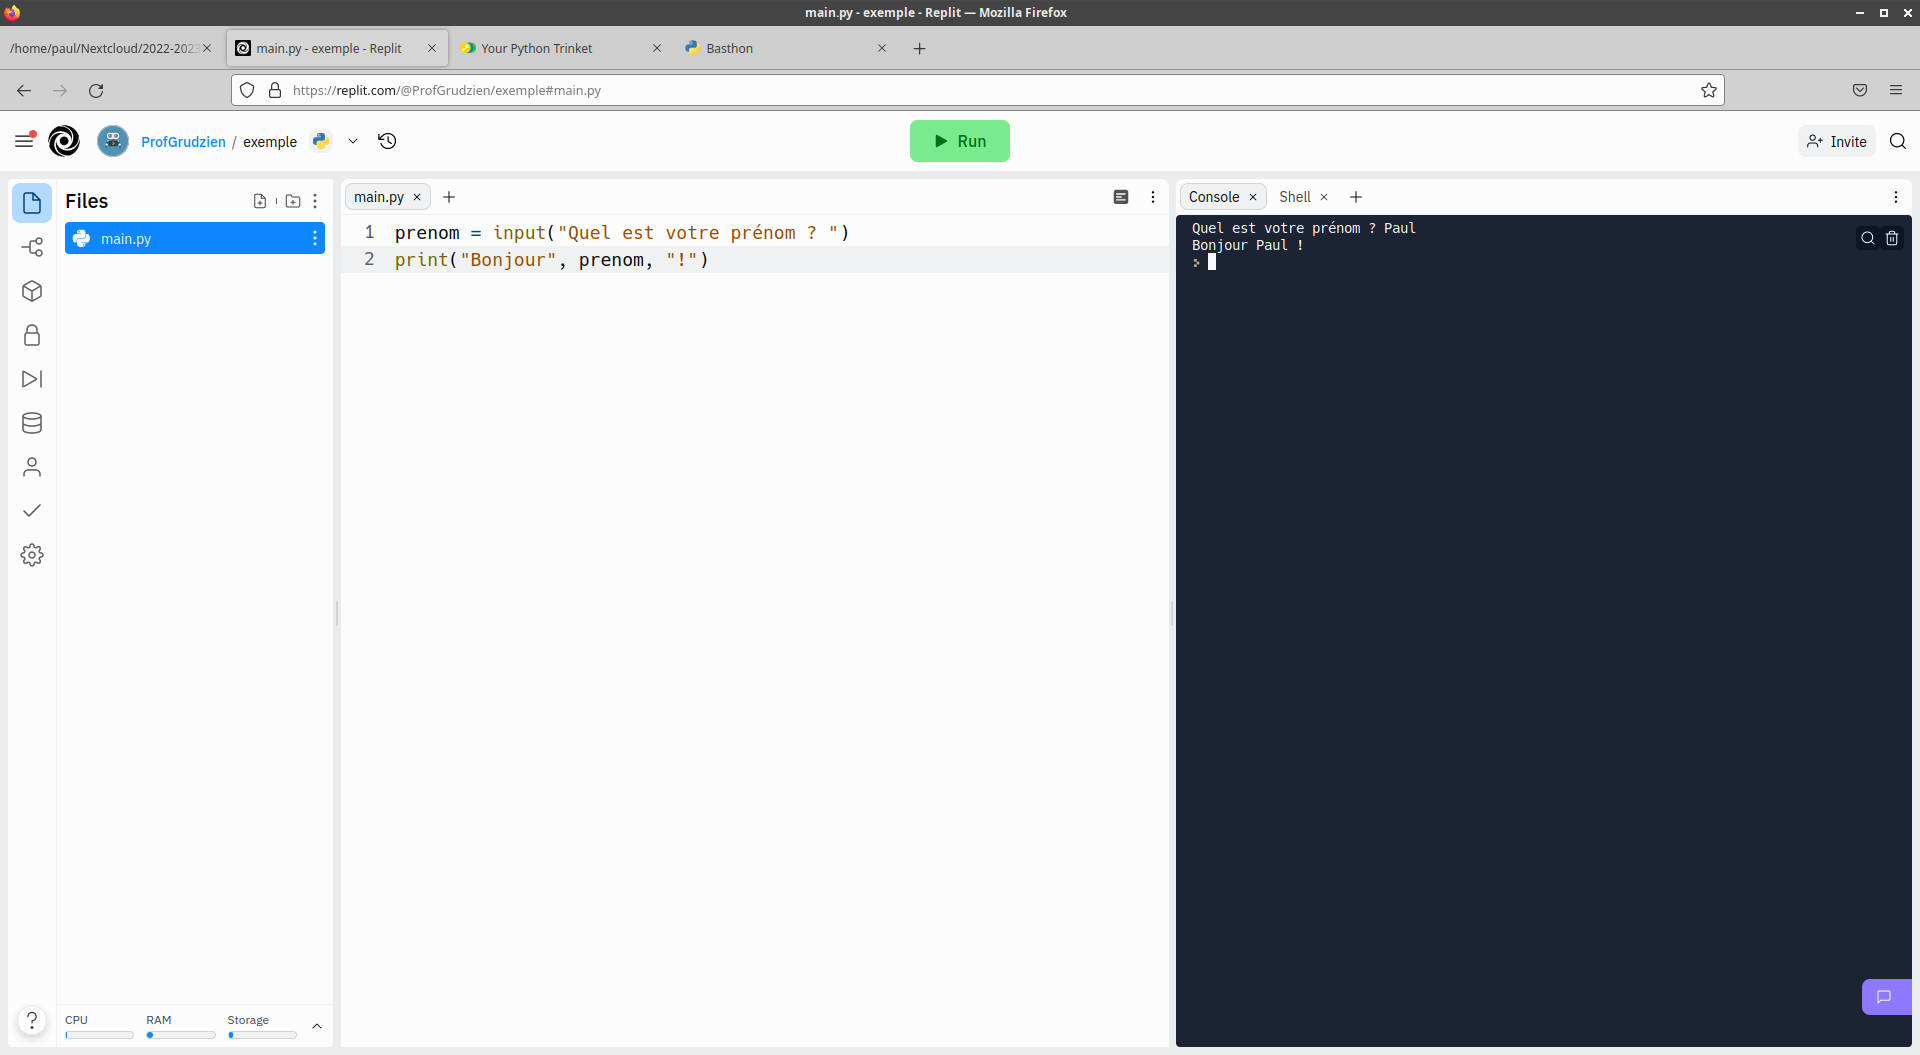 main.py - exemple - Replit — Mozilla Firefox
/home/paul/Nextcloud/2022-2023
main.py - exemple - Replit
Your Python Trinket
Basthon
https://replit.com/@ProfGrudzien/exemple#main.py
ProfGrudzien / exemple
Run
Invite
Files
main.py
main.py
1 prenom = input("Quel est votre prénom ? ")
2 print("Bonjour", prenom, "!")
Console
Shell
Quel est votre prénom ? Paul
Bonjour Paul !
?
CPU
RAM
Storage